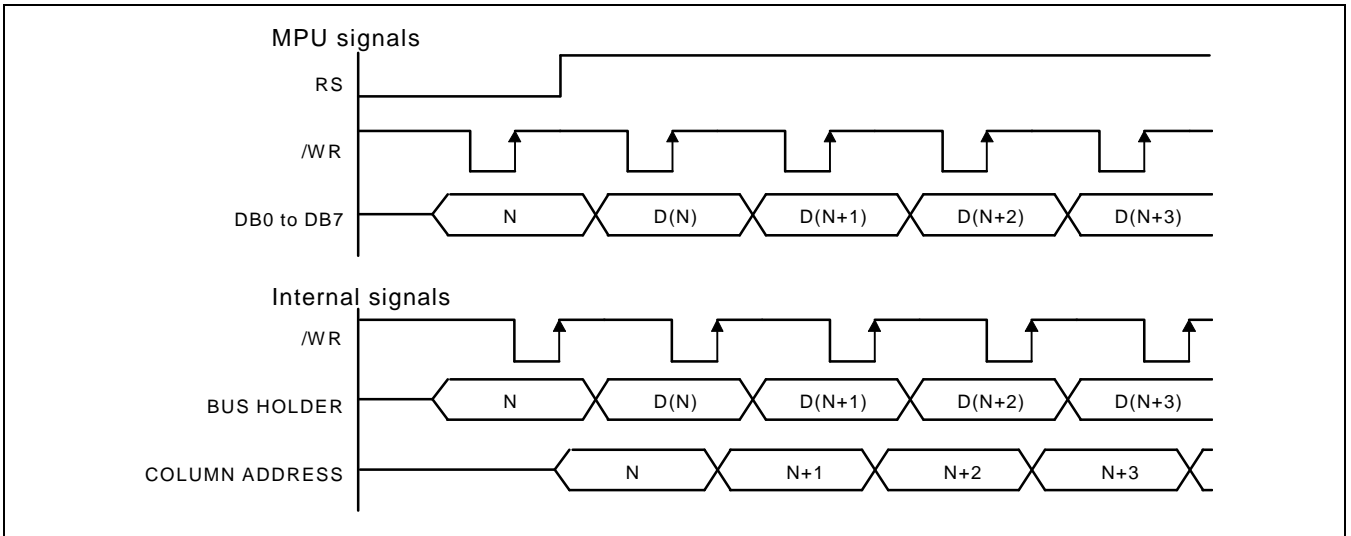 MPU signals
RS
/WR
DB0 to DB7
N
D(N)
D(N+1)
D(N+2)
D(N+3)
Internal signals
/WR
BUS HOLDER
N
D(N)
D(N+1)
D(N+2)
D(N+3)
COLUMN ADDRESS
N
N+1
N+2
N+3